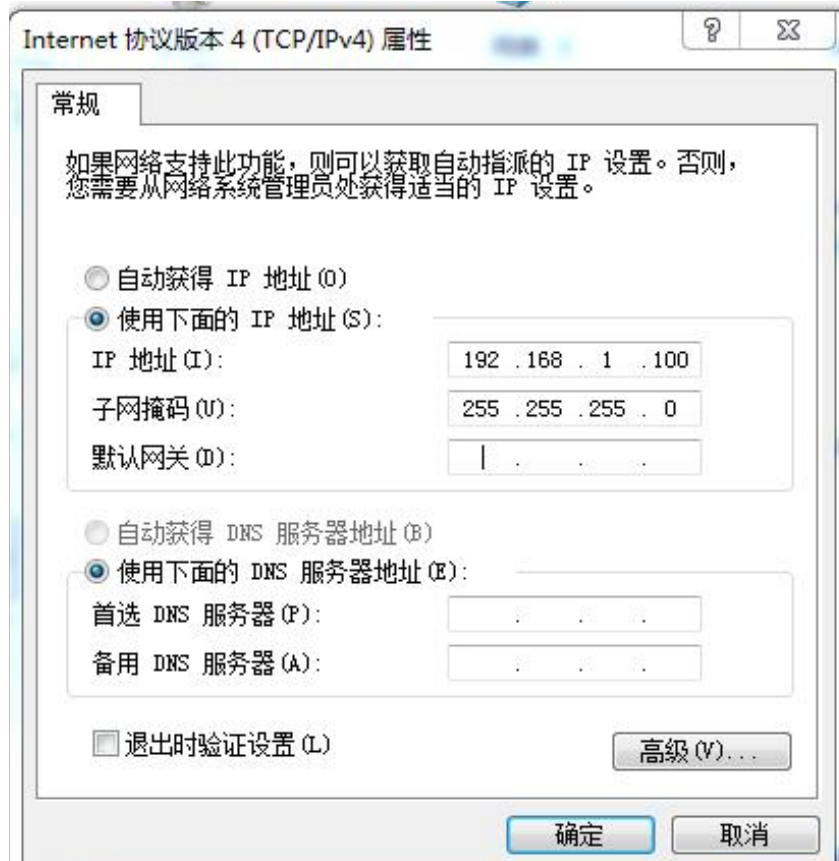 Internet 协议版本 4 (TCP/IPv4) 属性
常规
如果网络支持此功能，则可以获取自动指派的 IP 设置。否则，
您需要从网络系统管理员处获得适当的 IP 设置。
自动获得 IP 地址(O)
使用下面的 IP 地址(S):
IP 地址(I): 192 .168 . 1 .100
子网掩码(U): 255 .255 .255 . 0
默认网关(D): . . .
自动获得 DNS 服务器地址(B)
使用下面的 DNS 服务器地址(E):
首选 DNS 服务器(P): . . .
备用 DNS 服务器(A): . . .
退出时验证设置(L)
高级(V)...
确定 取消